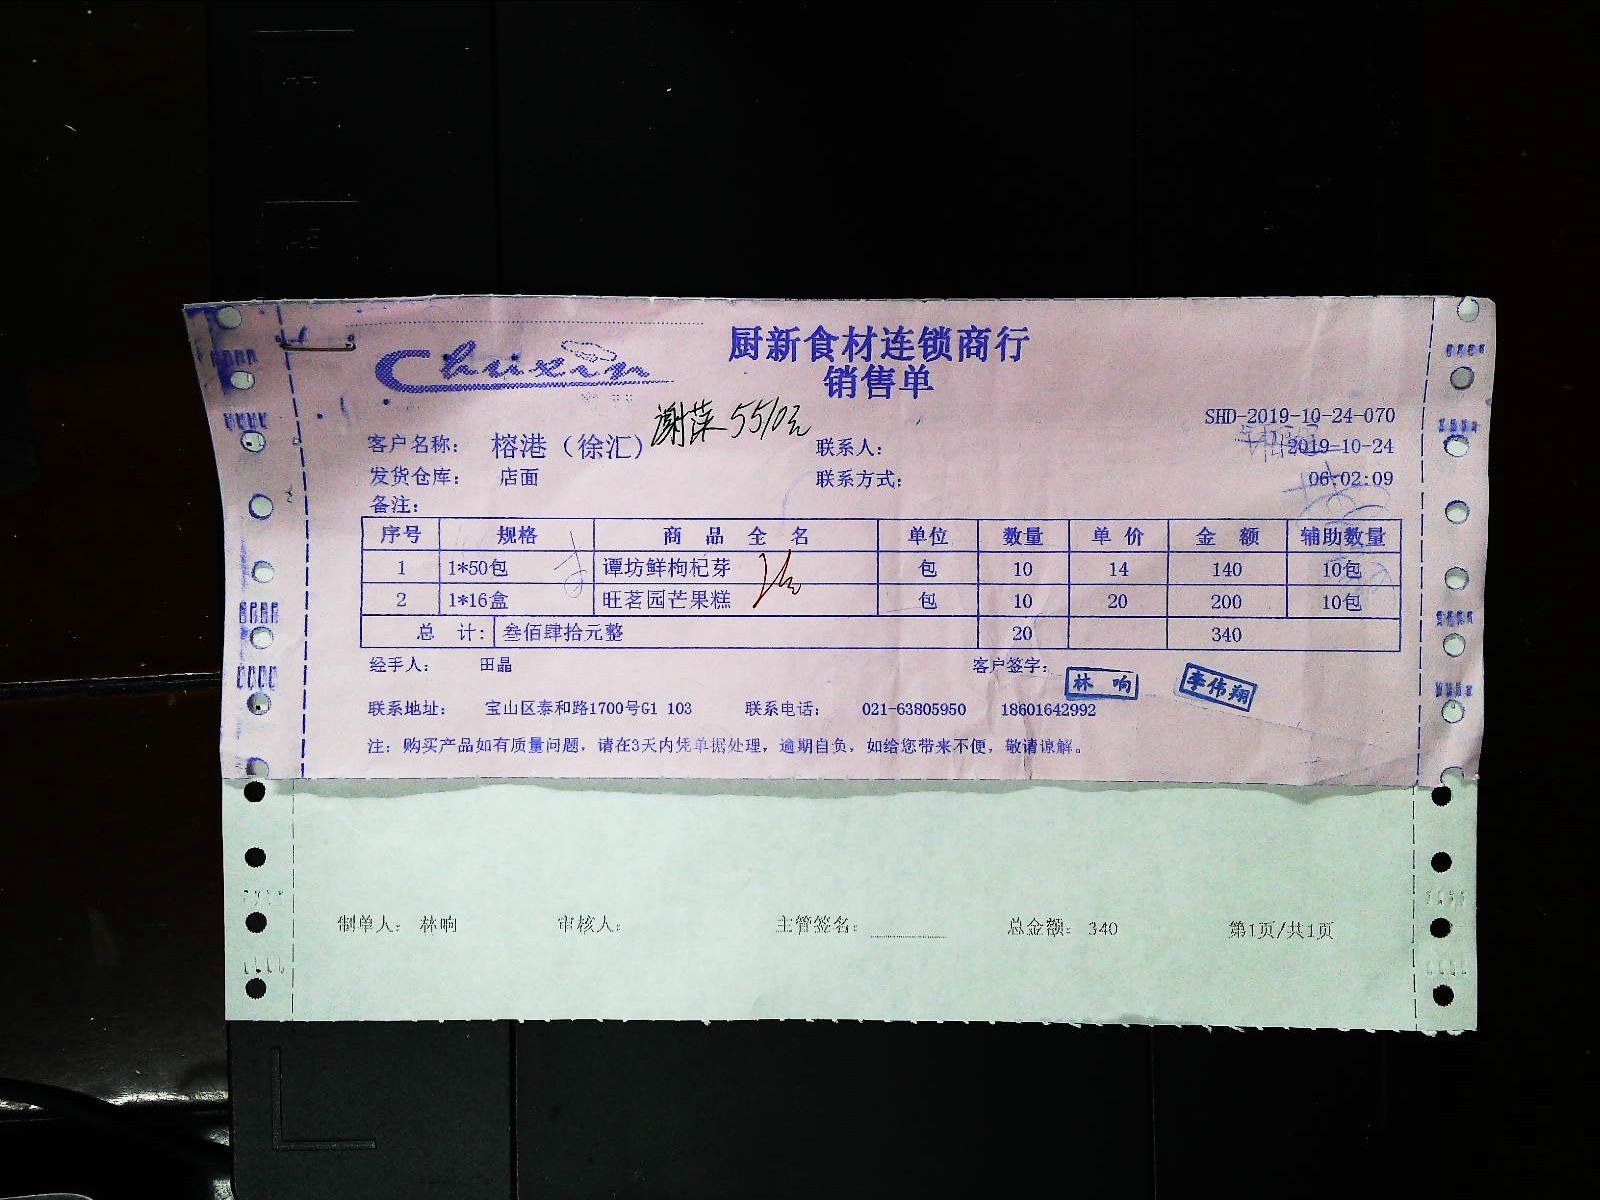 Chuxin
厨新食材连锁商行
销售单
SHD-2019-10-24-070
谢萍 5510元
客户名称： 榕港（徐汇） 联系人： 2019-10-24
发货仓库： 店面 联系方式： 06:02:09
备注：
序号 规格 商 品 全 名 单位 数量 单 价 金 额 辅助数量
1 1*50包 谭坊鲜枸杞芽 包 10 14 140 10包
2 1*16盒 旺茗园芒果糕 包 10 20 200 10包
总 计： 叁佰肆拾元整 20 340
经手人： 田晶 客户签字： 林 响 李伟翔
联系地址： 宝山区泰和路1700号G1 103 联系电话： 021-63805950 18601642992
注：购买产品如有质量问题，请在3天内凭单据处理，逾期自负，如给您带来不便，敬请谅解。
制单人： 林响 审核人： 主管签名： 总金额： 340 第1页/共1页